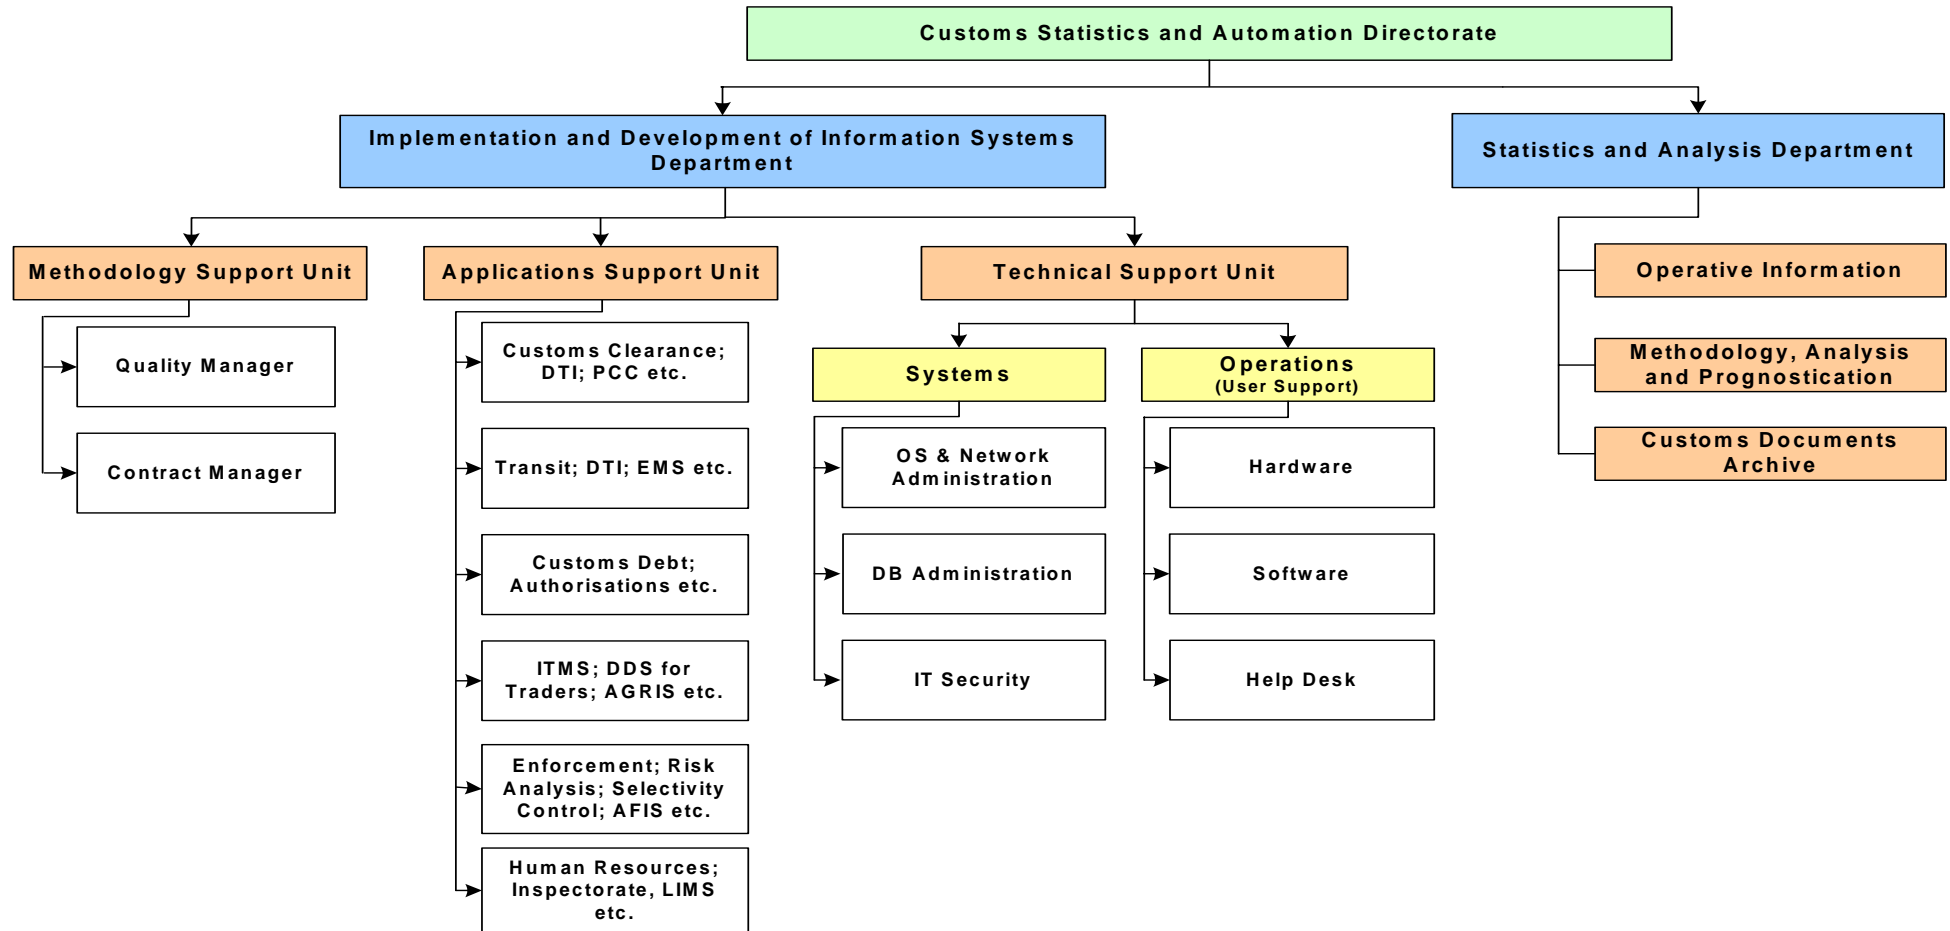 Customs Statistics and Automation Directorate
Implementation and Development of Information Systems
Department
Statistics and Analysis Department
Methodology Support Unit
Quality Manager
Contract Manager
Applications Support Unit
Customs Clearance;
DTI; PCC etc.
Transit; DTI; EMS etc.
Customs Debt;
Authorisations etc.
ITMS; DDS for
Traders; AGRIS etc.
Enforcement; Risk
Analysis; Selectivity
Control; AFIS etc.
Human Resources;
Inspectorate, LIMS
etc.
Technical Support Unit
Systems
OS & Network
Administration
DB Administration
IT Security
Operations
(User Support)
Hardware
Software
Help Desk
Operative Information
Methodology, Analysis
and Prognostication
Customs Documents
Archive